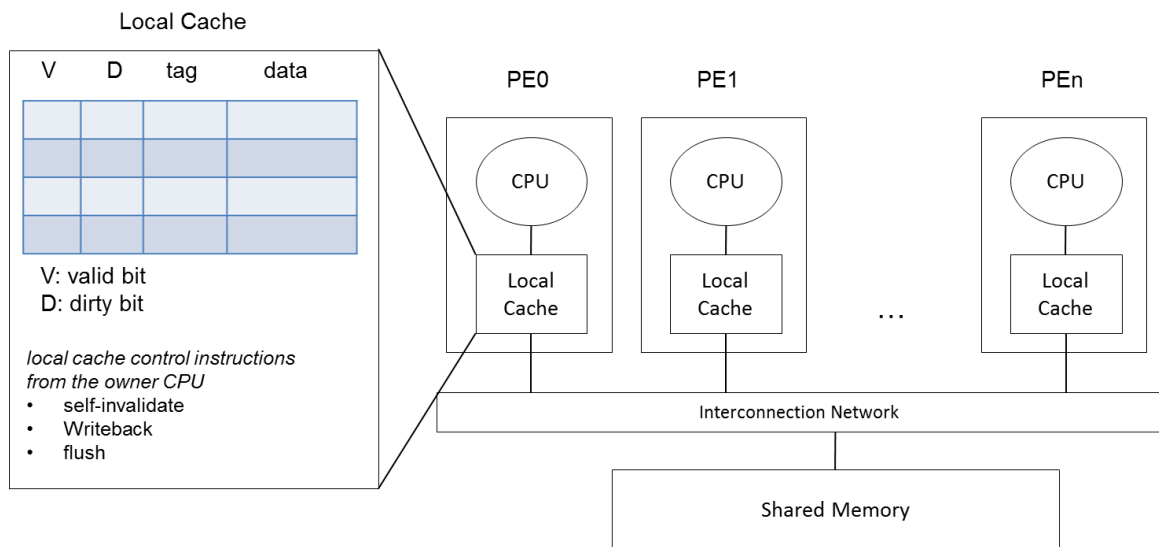 Local Cache
V D tag data
V: valid bit
D: dirty bit
local cache control instructions
from the owner CPU
• self-invalidate
• Writeback
• flush
PE0 PE1 PEn
CPU CPU CPU
Local Local Local
Cache Cache ... Cache
Interconnection Network
Shared Memory